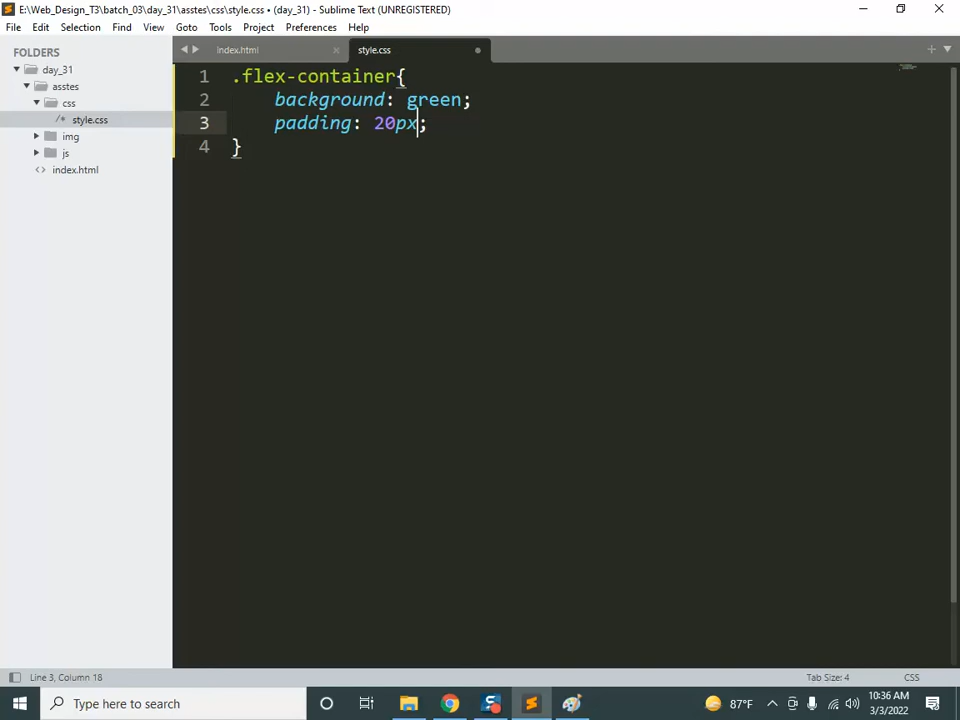 E:\Web_Design_T3\batch_03\day_31\asstes\css\style.css • (day_31) - Sublime Text (UNREGISTERED)
File Edit Selection Find View Goto Tools Project Preferences Help
FOLDERS
day_31
asstes
css
/* style.css
img
js
<> index.html
index.html × style.css
1 .flex-container{
2 background: green;
3 padding: 20px;
4 }
Line 3, Column 18 Tab Size: 4 CSS
Type here to search
87°F
10:36 AM
3/3/2022